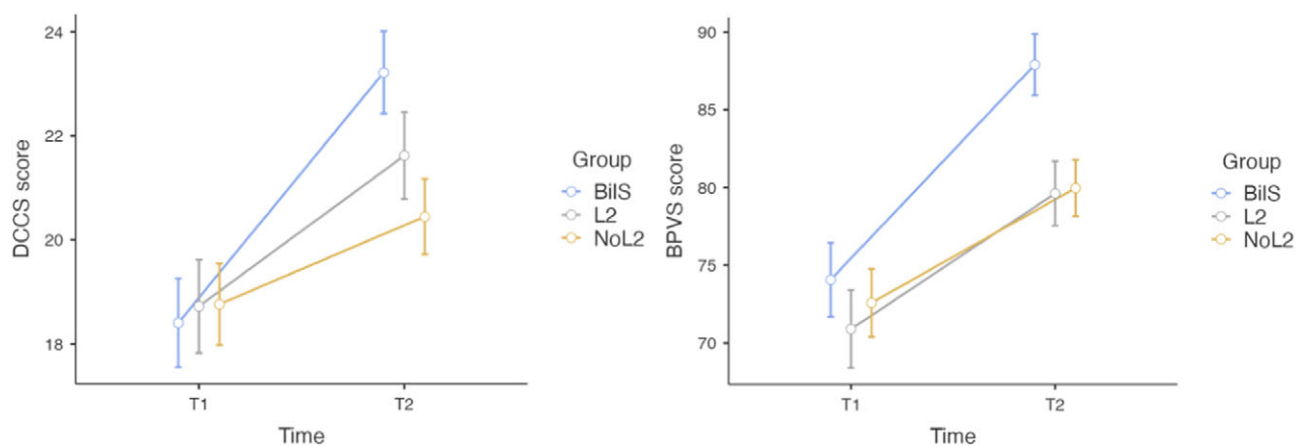 24
22
20
18
DCCS score
T1
T2
Time
Group
BilS
L2
NoL2
90
85
80
75
70
BPVS score
T1
T2
Time
Group
BilS
L2
NoL2